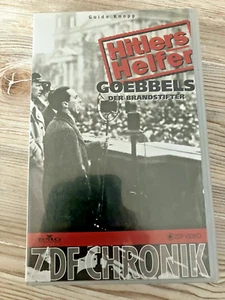 Guido Knopp
Hitlers
Helfer
GOEBBELS
DER BRANDSTIFTER
ZDF CHRONIK